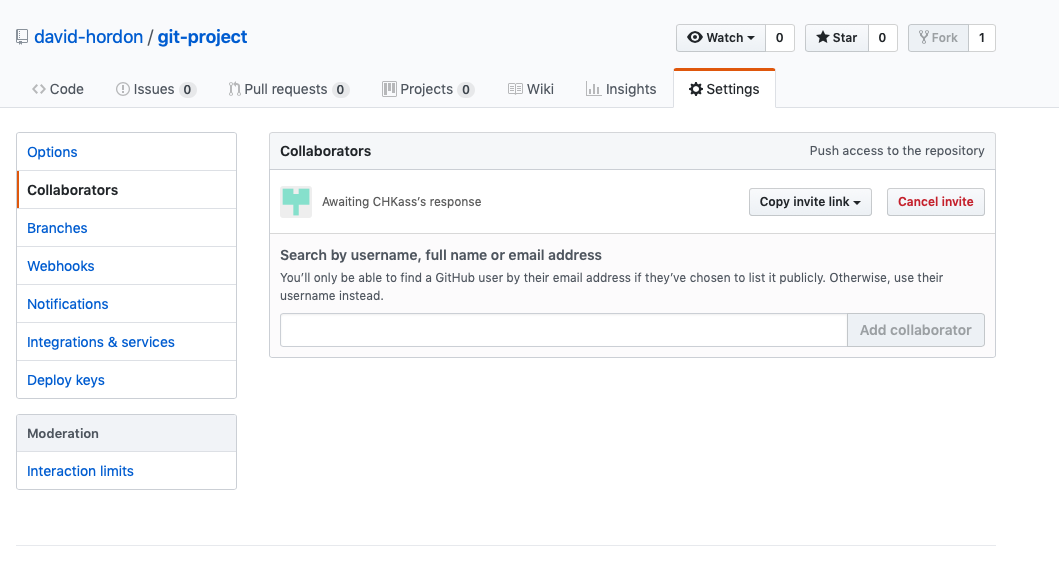 david-hordon / git-project
Watch 0 Star 0 Fork 1
Code Issues 0 Pull requests 0 Projects 0 Wiki Insights Settings
Options
Collaborators
Branches
Webhooks
Notifications
Integrations & services
Deploy keys
Moderation
Interaction limits
Collaborators Push access to the repository
Awaiting CHKass's response Copy invite link Cancel invite
Search by username, full name or email address
You'll only be able to find a GitHub user by their email address if they've chosen to list it publicly. Otherwise, use their
username instead.
Add collaborator